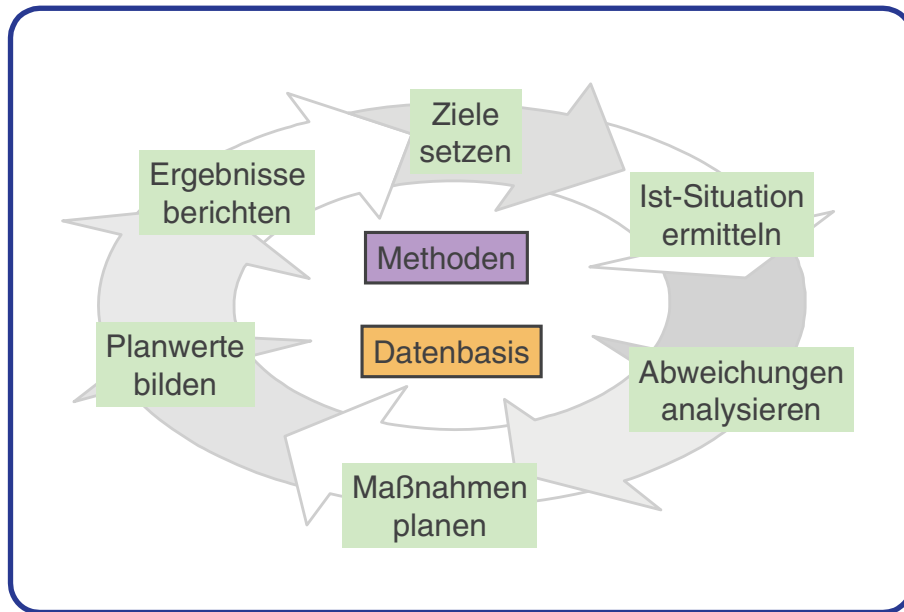 Ziele
setzen
Ist-Situation
ermitteln
Abweichungen
analysieren
Maßnahmen
planen
Planwerte
bilden
Ergebnisse
berichten
Methoden
Datenbasis